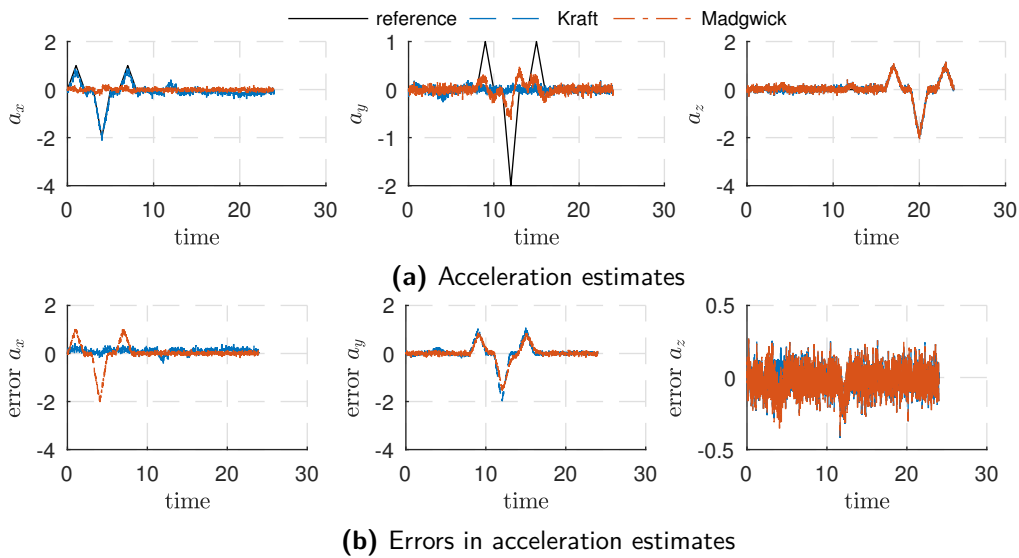 reference Kraft Madgwick
2 1 2
0 0 0
-2 -1 -2
-4 -2 -4
a_x a_y a_z
0 10 20 30 0 10 20 30 0 10 20 30
time time time
(a) Acceleration estimates
2 2 0.5
0 0 0
-2 -2
-4 -4 -0.5
error a_x error a_y error a_z
0 10 20 30 0 10 20 30 0 10 20 30
time time time
(b) Errors in acceleration estimates